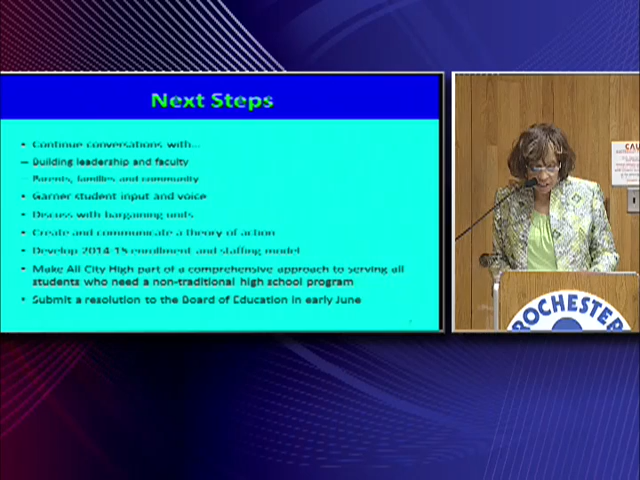 Next Steps
• Continue conversations with...
– Building leadership and faculty
– Parents, families and community
• Garner student input and voice
• Discuss with bargaining units
• Create and communicate a theory of action
• Develop 2014-15 enrollment and staffing model
• Make All City High part of a comprehensive approach to serving all
students who need a non-traditional high school program
• Submit a resolution to the Board of Education in early June
CAU
ROCHESTER